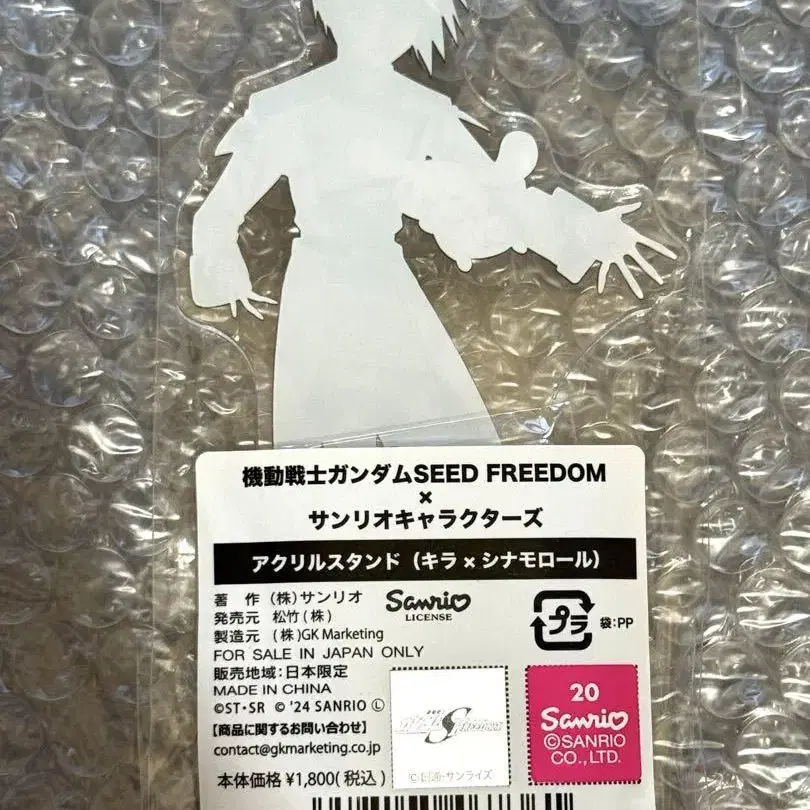 機動戦士ガンダムSEED FREEDOM
×
サンリオキャラクターズ
アクリルスタンド（キラ×シナモロール）
著　作（株）サンリオ
発売元　松竹（株）
製造元　（株）GK Marketing
FOR SALE IN JAPAN ONLY
販売地域：日本限定
MADE IN CHINA
©ST・SR © '24 SANRIO Ⓛ
【商品に関するお問い合わせ】
contact@gkmarketing.co.jp
本体価格 ¥1,800（税込）
Sanrio
LICENSE
プラ
袋：PP
サンライズ
20
Sanrio
©SANRIO
CO., LTD.